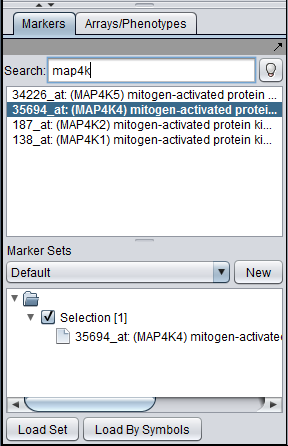 Markers Arrays/Phenotypes
Search: map4k
34226_at: (MAP4K5) mitogen-activated protein ...
35694_at: (MAP4K4) mitogen-activated protei...
187_at: (MAP4K2) mitogen-activated protein ki...
138_at: (MAP4K1) mitogen-activated protein ki...
Marker Sets
Default New
Selection [1]
35694_at: (MAP4K4) mitogen-activated
Load Set Load By Symbols